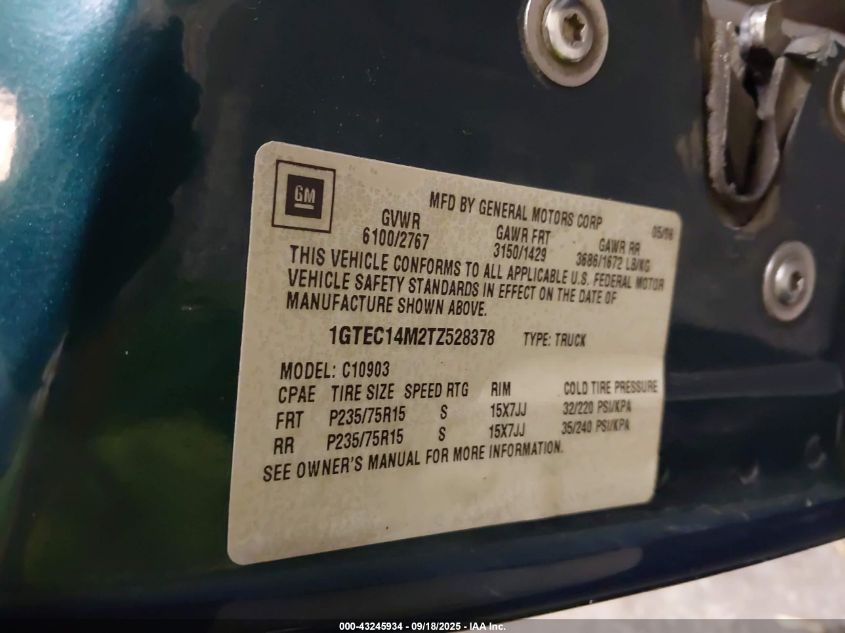 GM
MFD BY GENERAL MOTORS CORP 05/96
GVWR GAWR FRT GAWR RR
6100/2767 3150/1429 3686/1672 LB/KG
THIS VEHICLE CONFORMS TO ALL APPLICABLE U.S. FEDERAL MOTOR
VEHICLE SAFETY STANDARDS IN EFFECT ON THE DATE OF
MANUFACTURE SHOWN ABOVE.
1GTEC14M2TZ528378 TYPE: TRUCK
MODEL: C10903
CPAE TIRE SIZE SPEED RTG RIM COLD TIRE PRESSURE
FRT P235/75R15 S 15X7JJ 32/220 PSI/KPA
RR P235/75R15 S 15X7JJ 35/240 PSI/KPA
SEE OWNER'S MANUAL FOR MORE INFORMATION.
000-43245934 - 09/18/2025 - IAA Inc.